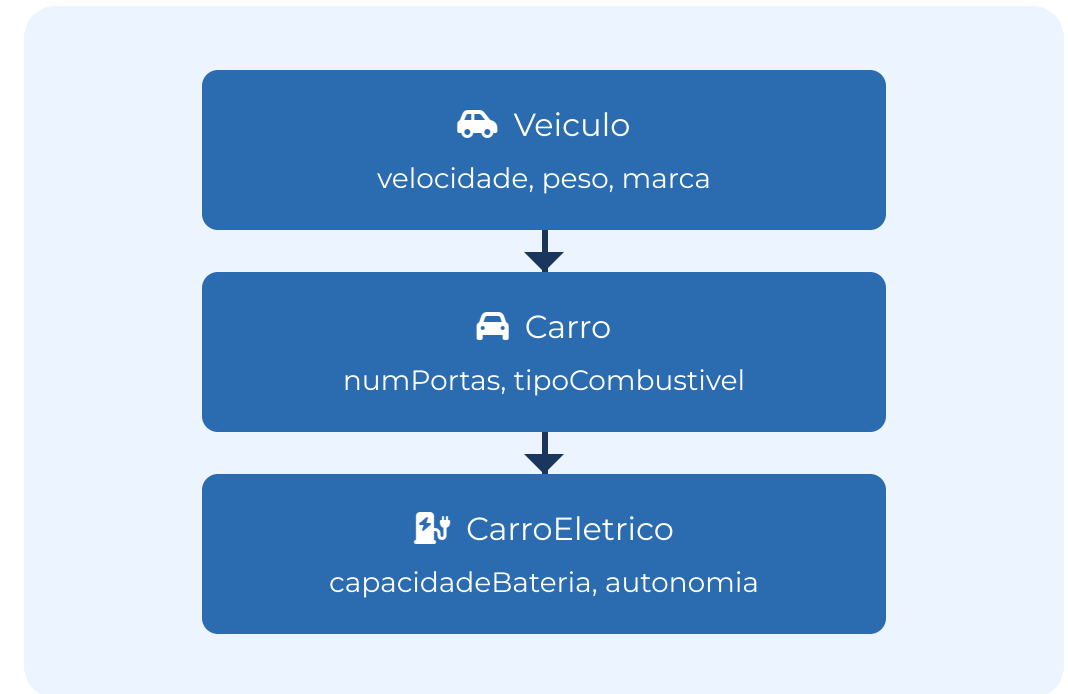 Veiculo
velocidade, peso, marca
Carro
numPortas, tipoCombustivel
CarroEletrico
capacidadeBateria, autonomia